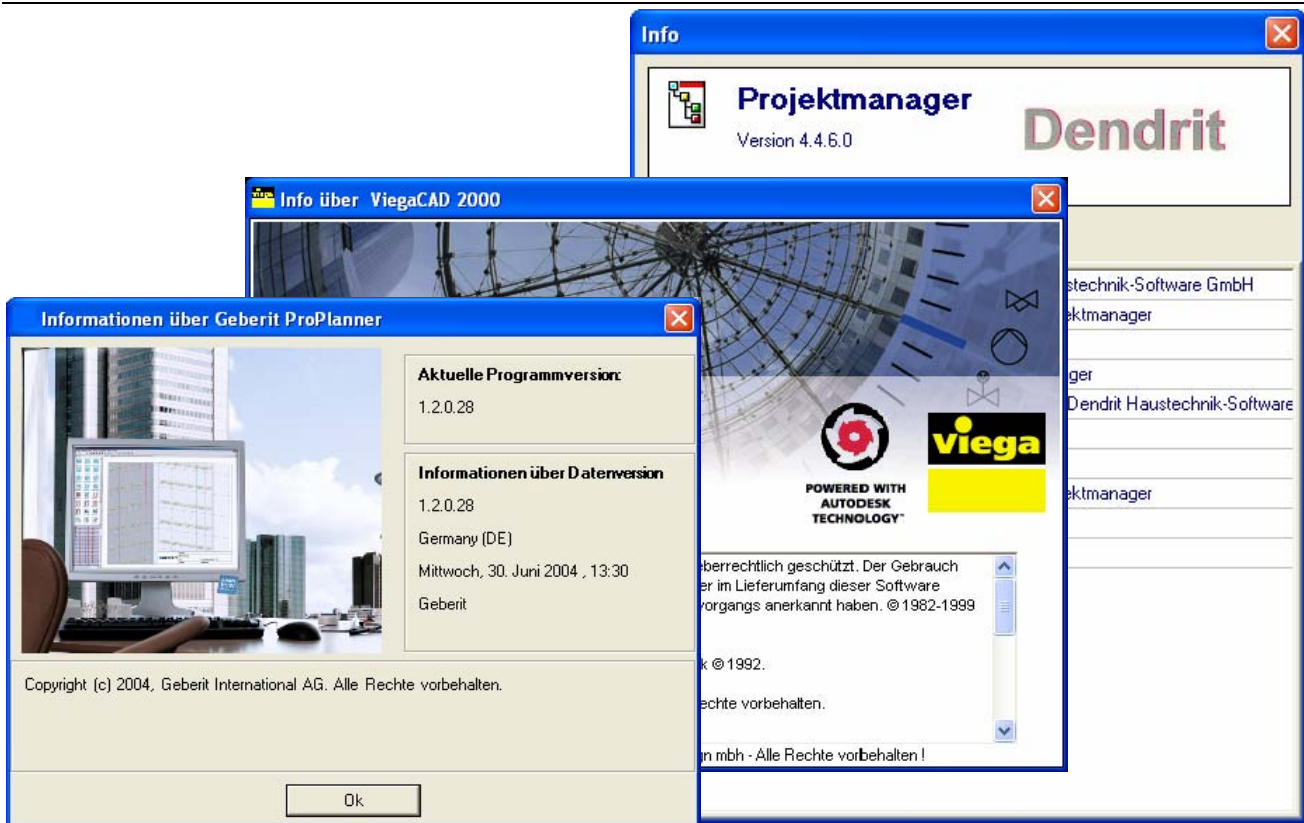 Info
Projektmanager
Version 4.4.6.0
Dendrit
stechnik-Software GmbH
ektmanager
ger
Dendrit Haustechnik-Software
ektmanager
Info über ViegaCAD 2000
POWERED WITH
AUTODESK
TECHNOLOGY
viega
eberrechtlich geschützt. Der Gebrauch
er im Lieferumfang dieser Software
vorgangs anerkannt haben. © 1982-1999
k © 1992.
echte vorbehalten.
gn mbh - Alle Rechte vorbehalten !
Informationen über Geberit ProPlanner
Aktuelle Programmversion:
1.2.0.28
Informationen über Datenversion
1.2.0.28
Germany (DE)
Mittwoch, 30. Juni 2004 , 13:30
Geberit
Copyright (c) 2004, Geberit International AG. Alle Rechte vorbehalten.
Ok